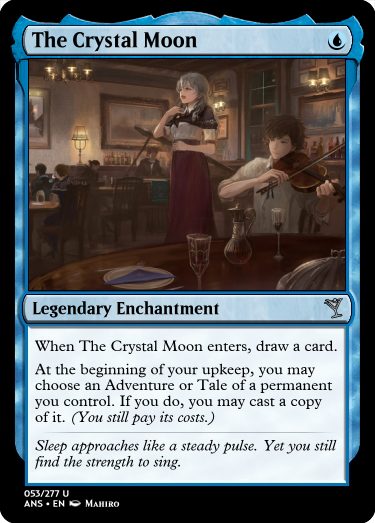 The Crystal Moon
Legendary Enchantment
When The Crystal Moon enters, draw a card.
At the beginning of your upkeep, you may
choose an Adventure or Tale of a permanent
you control. If you do, you may cast a copy
of it. (You still pay its costs.)
Sleep approaches like a steady pulse. Yet you still
find the strength to sing.
053/277 U
ANS • EN Mahiro